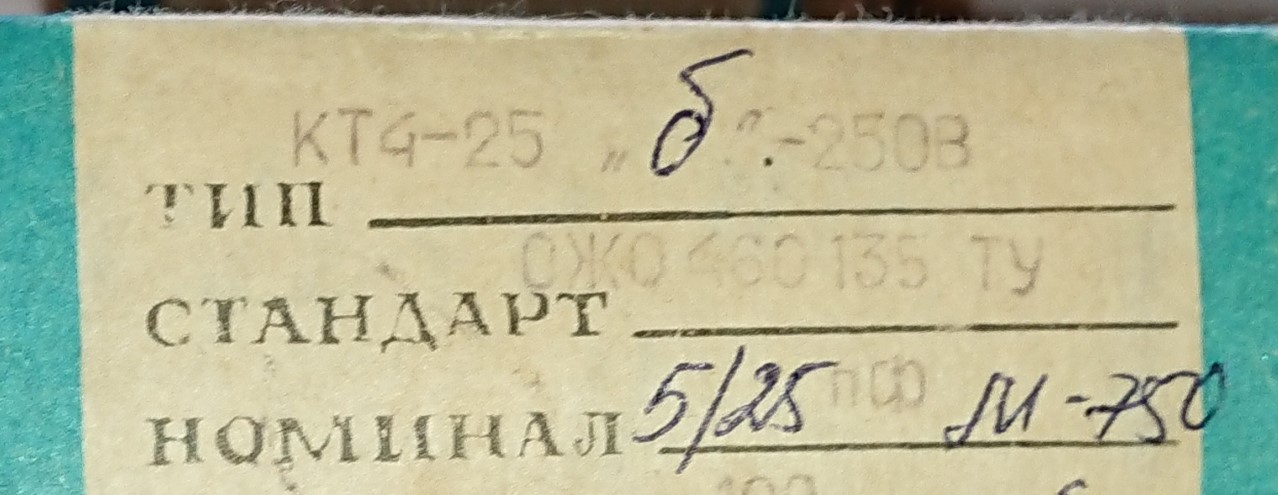 КТ4-25 „б"-250В
ТИП
ОЖО 460 135 ТУ
СТАНДАРТ
НОМИНАЛ 5/25 пФ М-750